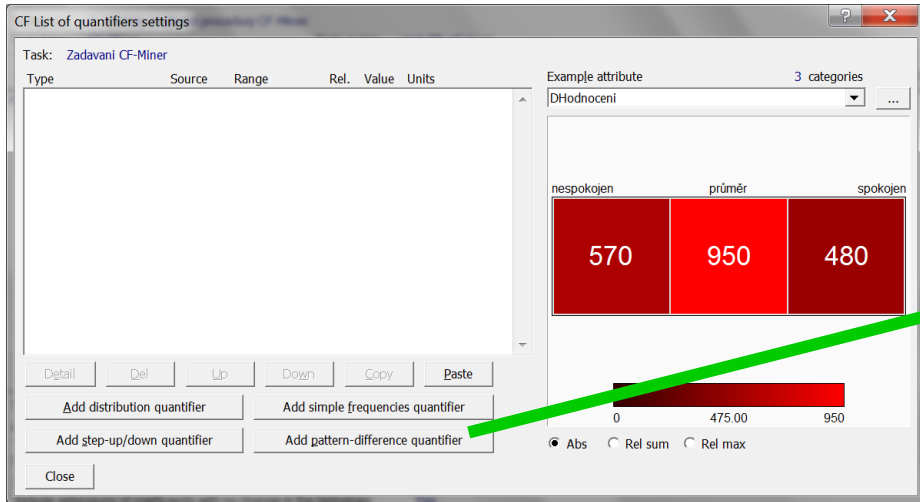 CF List of quantifiers settings
Task: Zadavani CF-Miner
Type Source Range Rel. Value Units
Example attribute 3 categories
DHodnoceni ...
nespokojen průměr spokojen
570 950 480
Detail Del Up Down Copy Paste
Add distribution quantifier Add simple frequencies quantifier
0 475.00 950
Add step-up/down quantifier Add pattern-difference quantifier
Abs Rel sum Rel max
Close